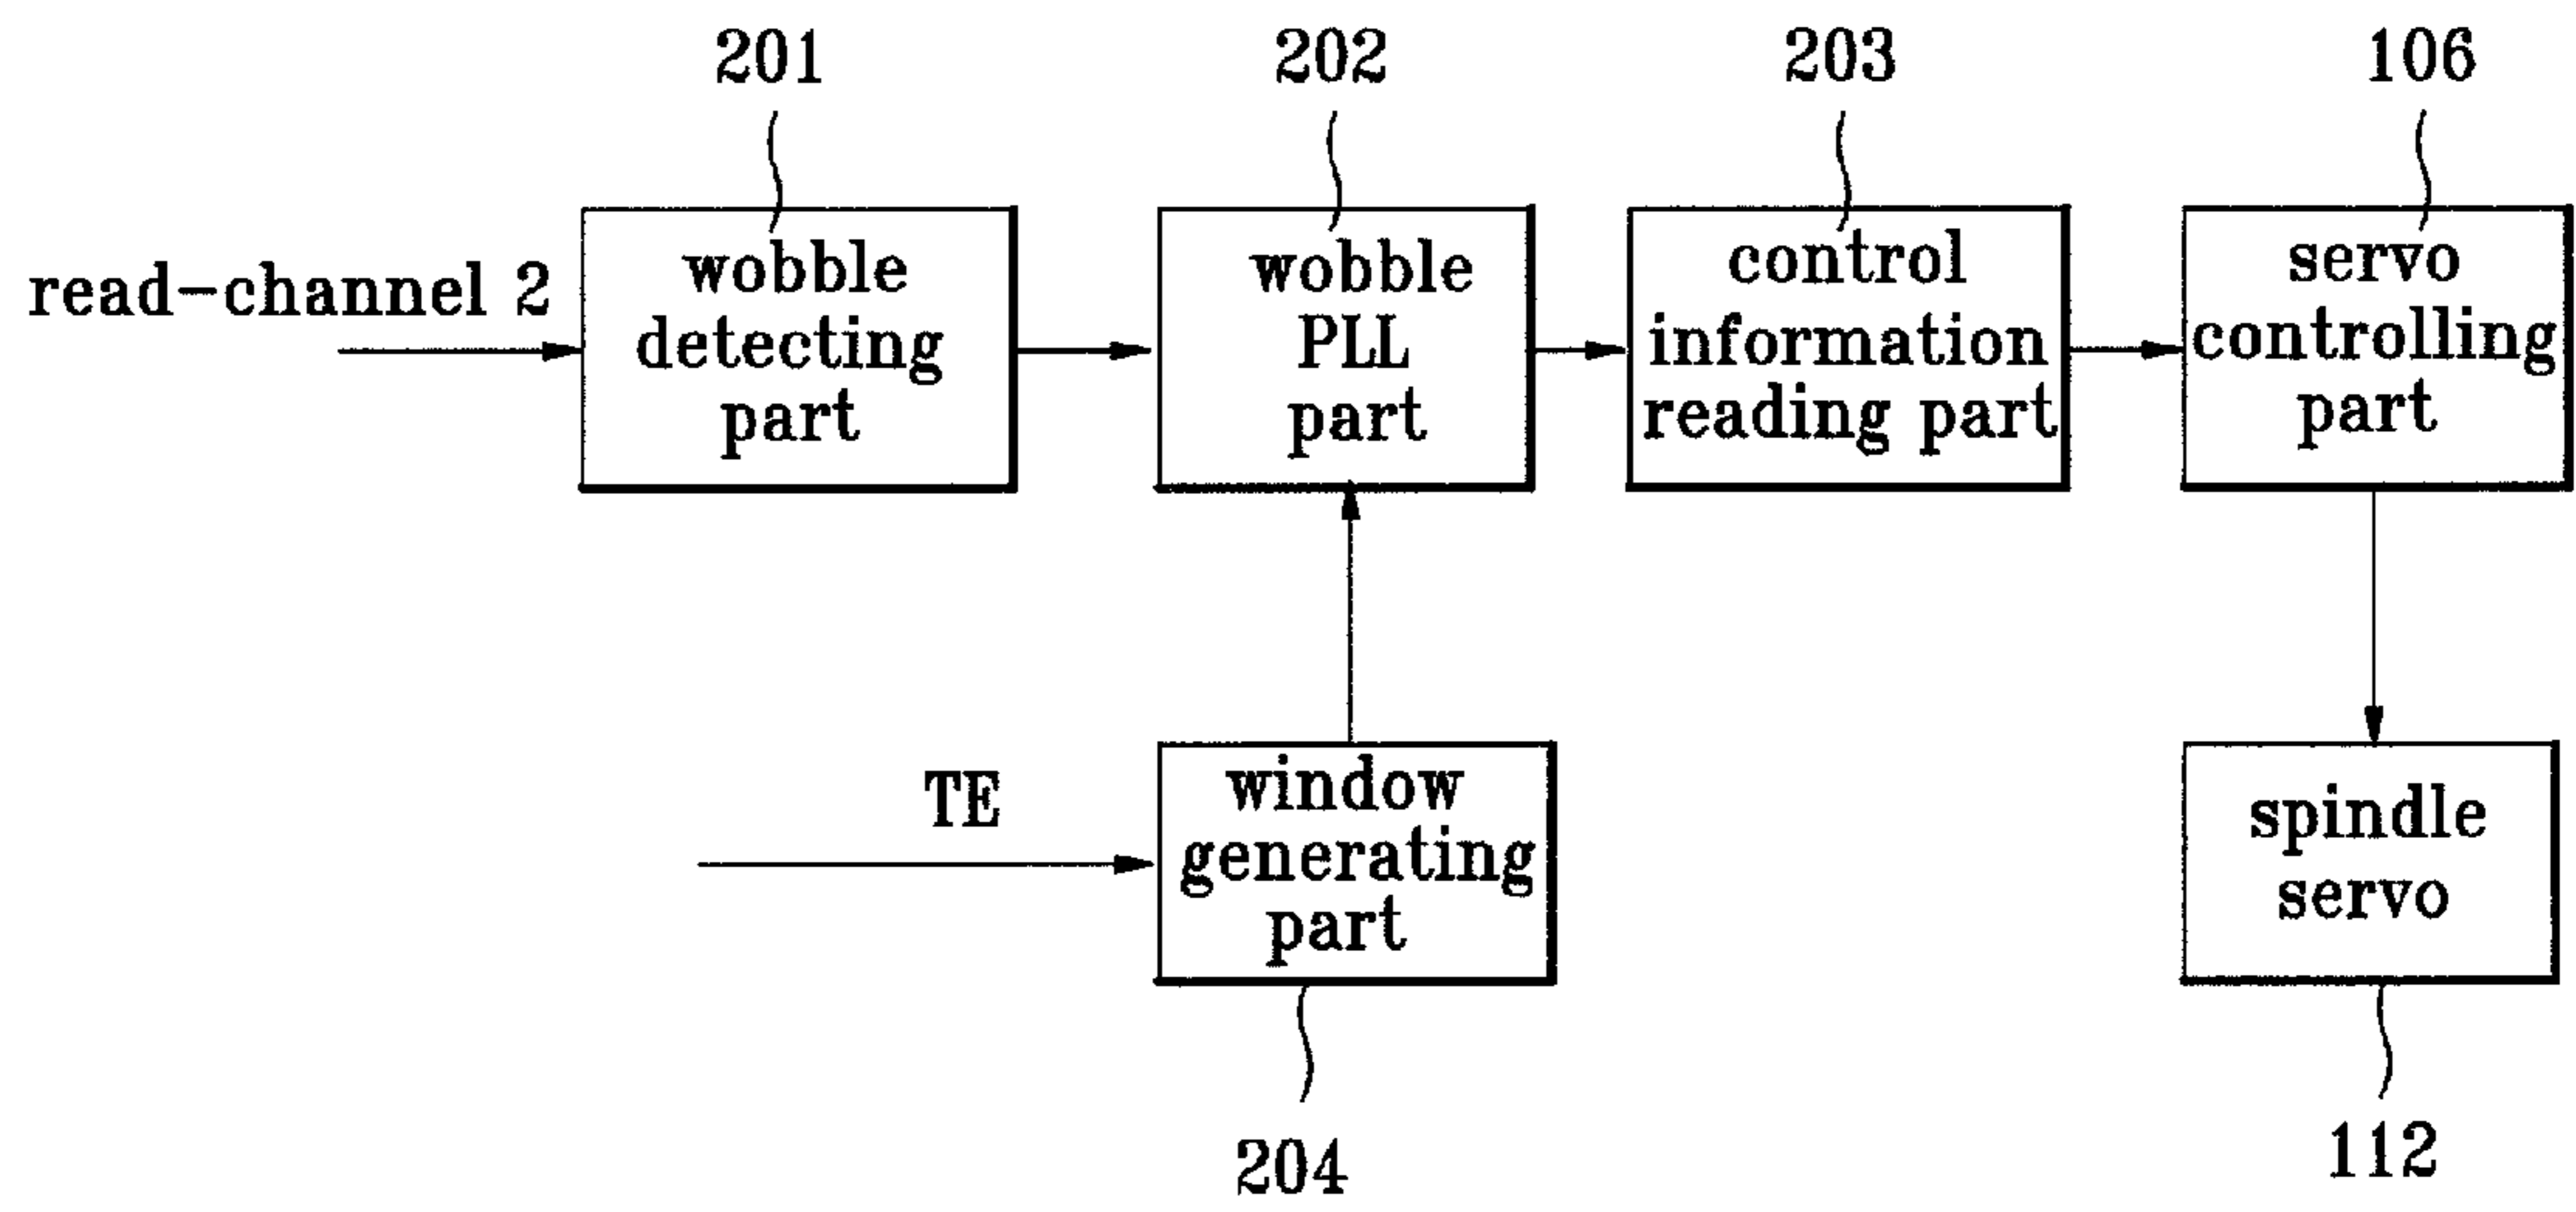 201
202
203
106
read-channel 2
wobble
detecting
part
wobble
PLL
part
control
information
reading part
servo
controlling
part
TE
window
generating
part
spindle
servo
204
112